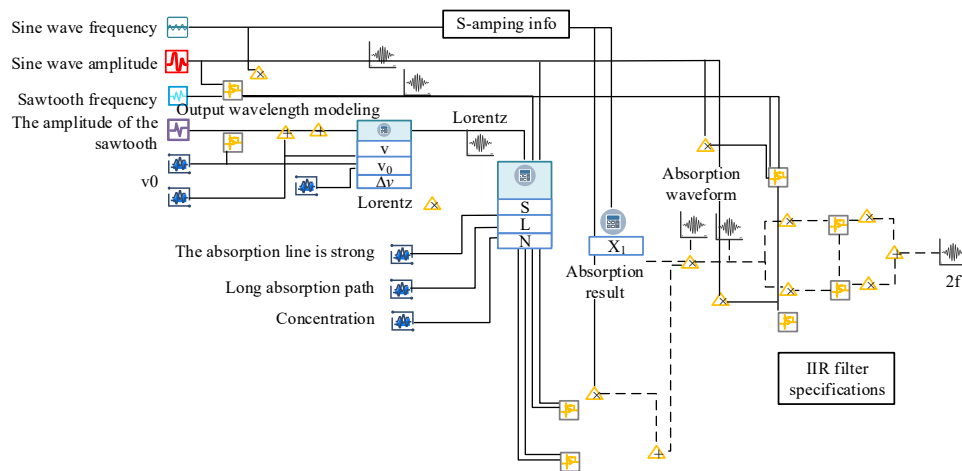 Sine wave frequency
S-amping info
Sine wave amplitude
Sawtooth frequency
Output wavelength modeling
The amplitude of the
sawtooth
Lorentz
v
v0
v₀
Δv
Lorentz
S
L
N
Absorption
waveform
X₁
Absorption
result
The absorption line is strong
Long absorption path
Concentration
2f
IIR filter
specifications